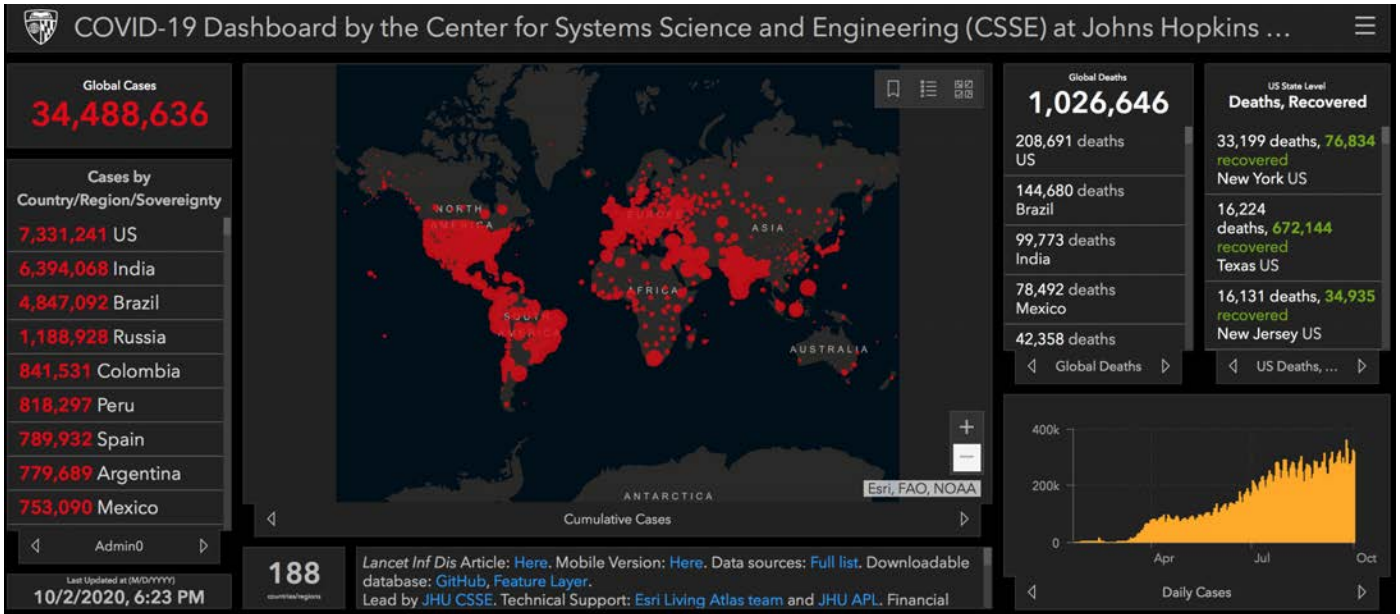 COVID-19 Dashboard by the Center for Systems Science and Engineering (CSSE) at Johns Hopkins ...
Global Cases
34,488,636
Cases by
Country/Region/Sovereignty
7,331,241 US
6,394,068 India
4,847,092 Brazil
1,188,928 Russia
841,531 Colombia
818,297 Peru
789,932 Spain
779,689 Argentina
753,090 Mexico
Admin0
Last Updated at (M/D/YYYY)
10/2/2020, 6:23 PM
NORTH
AMERICA
SOUTH
AMERICA
EUROPE
AFRICA
ASIA
AUSTRALIA
ANTARCTICA
Esri, FAO, NOAA
Cumulative Cases
188
countries/regions
Lancet Inf Dis Article: Here. Mobile Version: Here. Data sources: Full list. Downloadable
database: GitHub, Feature Layer.
Lead by JHU CSSE. Technical Support: Esri Living Atlas team and JHU APL. Financial
Global Deaths
1,026,646
208,691 deaths
US
144,680 deaths
Brazil
99,773 deaths
India
78,492 deaths
Mexico
42,358 deaths
Global Deaths
US State Level
Deaths, Recovered
33,199 deaths, 76,834
recovered
New York US
16,224
deaths, 672,144
recovered
Texas US
16,131 deaths, 34,935
recovered
New Jersey US
US Deaths, ...
400k
200k
0
Apr
Jul
Oct
Daily Cases